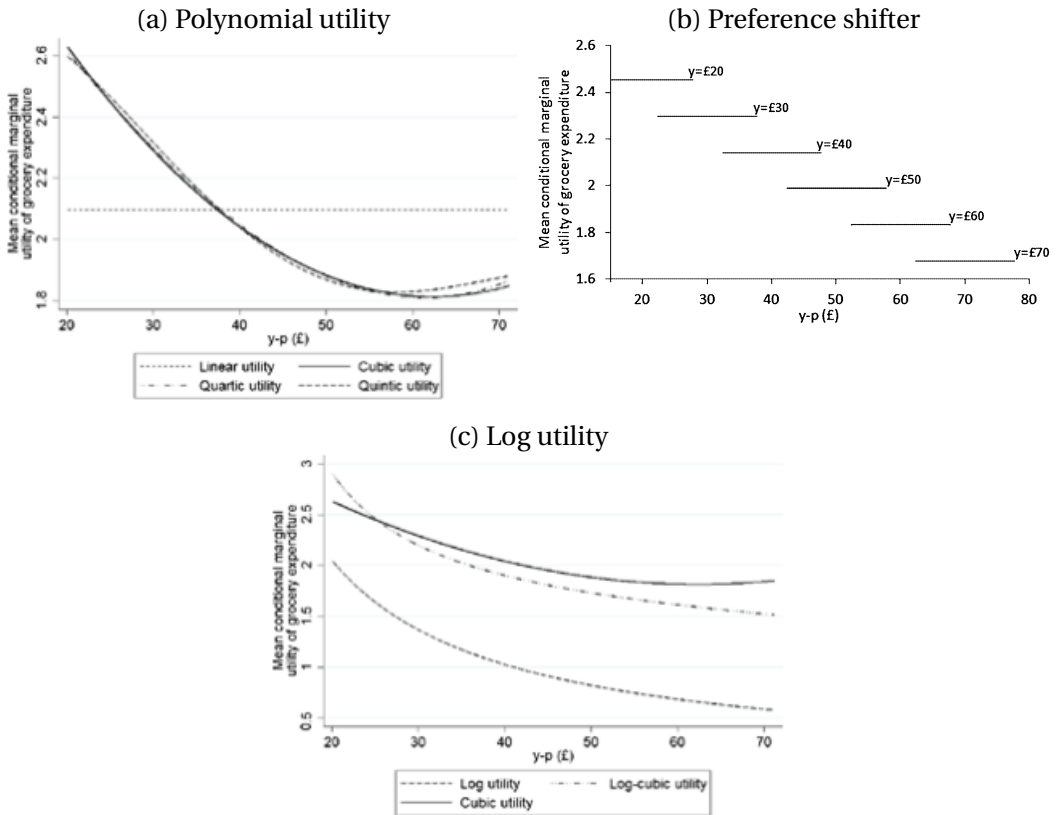 (a) Polynomial utility
Mean conditional marginal
utility of grocery expenditure
2.6
2.4
2.2
2
1.8
20 30 40 50 60 70
y-p (£)
Linear utility Cubic utility
Quartic utility Quintic utility
(b) Preference shifter
Mean conditional marginal
utility of grocery expenditure
2.6
2.4
2.2
2
1.8
1.6
y=£20
y=£30
y=£40
y=£50
y=£60
y=£70
20 30 40 50 60 70 80
y-p (£)
(c) Log utility
Mean conditional marginal
utility of grocery expenditure
3
2.5
2
1.5
1
0.5
20 30 40 50 60 70
y-p (£)
Log utility Log-cubic utility
Cubic utility